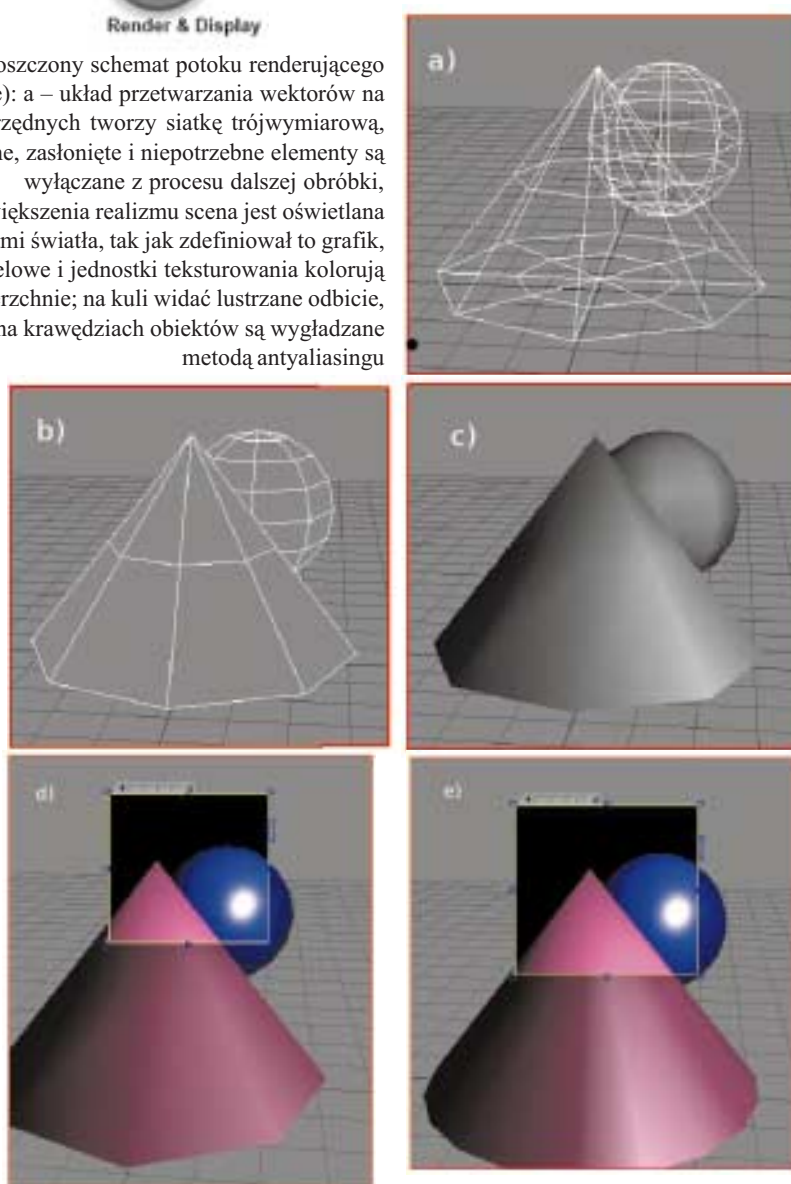 Render & Display
oszczony schemat potoku renderującego
e): a – układ przetwarzania wektorów na
rzędnych tworzy siatkę trójwymiarową,
ne, zasłonięte i niepotrzebne elementy są
wyłączane z procesu dalszej obróbki,
większenia realizmu scena jest oświetlana
mi światła, tak jak zdefiniował to grafik,
elowe i jednostki teksturowania kolorują
rzchnie; na kuli widać lustrzane odbicie,
na krawędziach obiektów są wygładzane
metodą antyaliasingu
a)
b)
c)
d)
e)